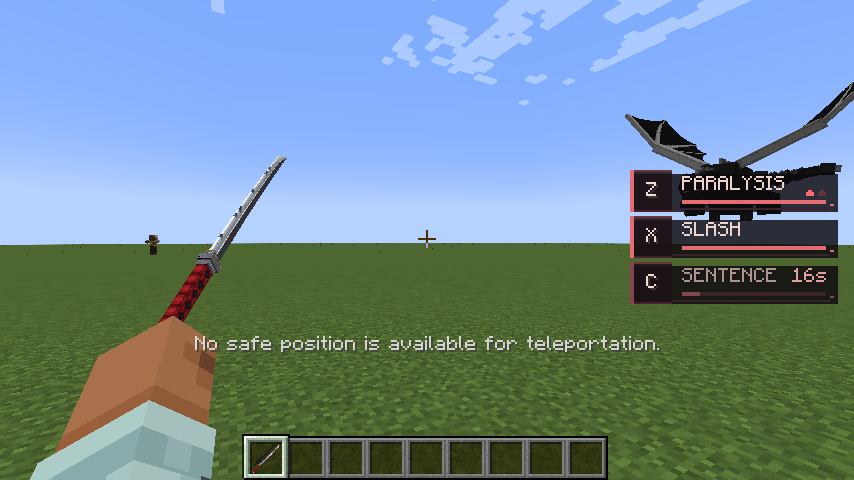 Z PARALYSIS
X SLASH
C SENTENCE 16s
No safe position is available for teleportation.